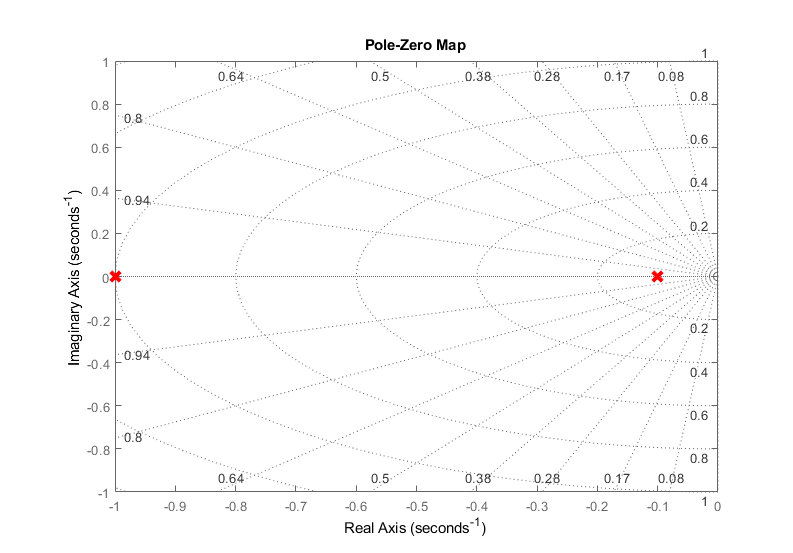 Pole-Zero Map
1
1
0.64 0.5 0.38 0.28 0.17 0.08
0.8 0.8
0.8
0.6 0.6
0.4 0.94 0.4
0.2 0.2
0
-0.2 0.2
-0.4 0.94 0.4
-0.6 0.6
0.8
-0.8 0.8
0.64 0.5 0.38 0.28 0.17 0.08
-1
1
-1 -0.9 -0.8 -0.7 -0.6 -0.5 -0.4 -0.3 -0.2 -0.1 0
Real Axis (seconds⁻¹)
Imaginary Axis (seconds⁻¹)